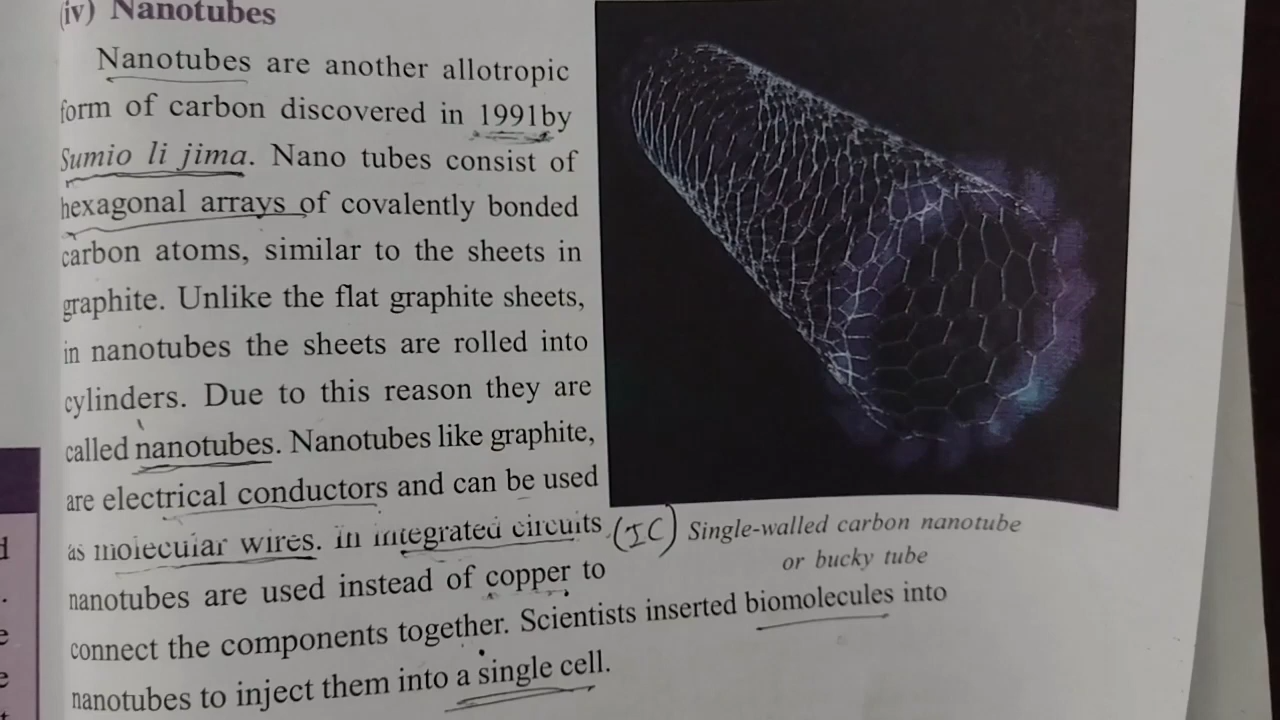 (iv) Nanotubes
Nanotubes are another allotropic
form of carbon discovered in 1991by
Sumio li jima. Nano tubes consist of
hexagonal arrays of covalently bonded
carbon atoms, similar to the sheets in
graphite. Unlike the flat graphite sheets,
in nanotubes the sheets are rolled into
cylinders. Due to this reason they are
called nanotubes. Nanotubes like graphite,
are electrical conductors and can be used
as molecular wires. In integrated circuits (IC)
nanotubes are used instead of copper to
connect the components together. Scientists inserted biomolecules into
nanotubes to inject them into a single cell.
Single-walled carbon nanotube
or bucky tube